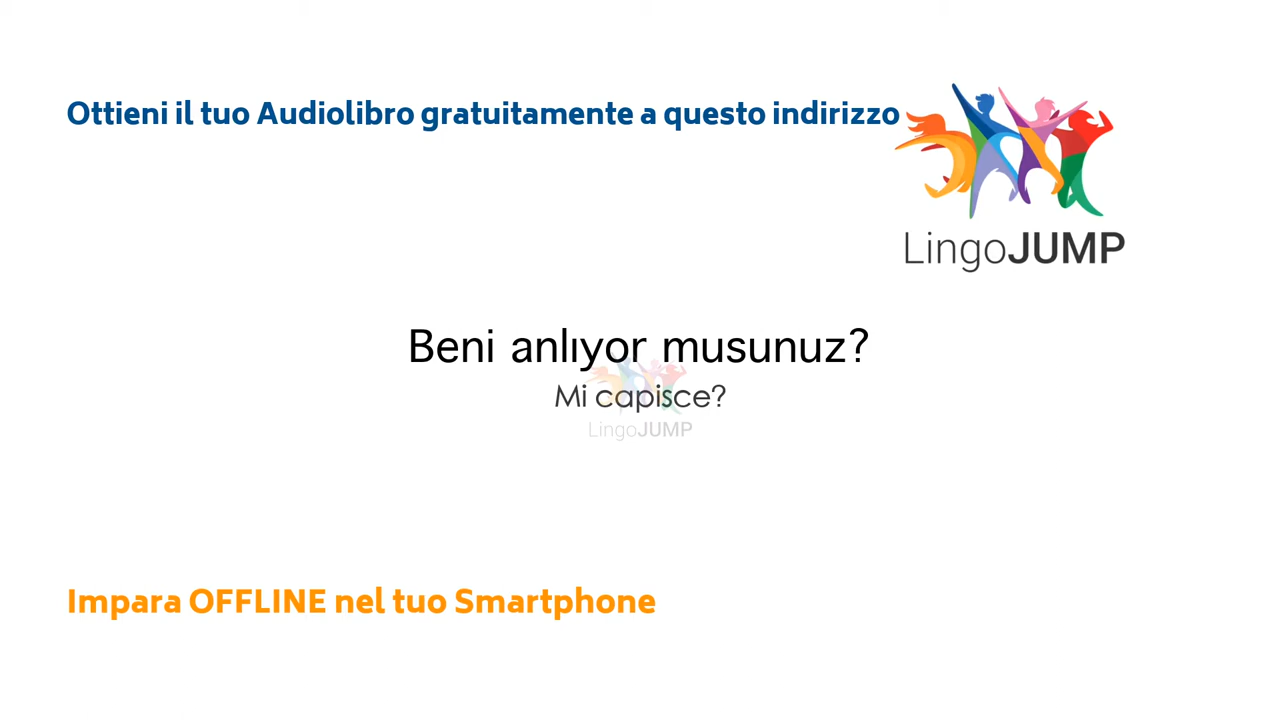 Ottieni il tuo Audiolibro gratuitamente a questo indirizzo
LingoJUMP
Beni anlıyor musunuz?
Mi capisce?
LingoJUMP
Impara OFFLINE nel tuo Smartphone